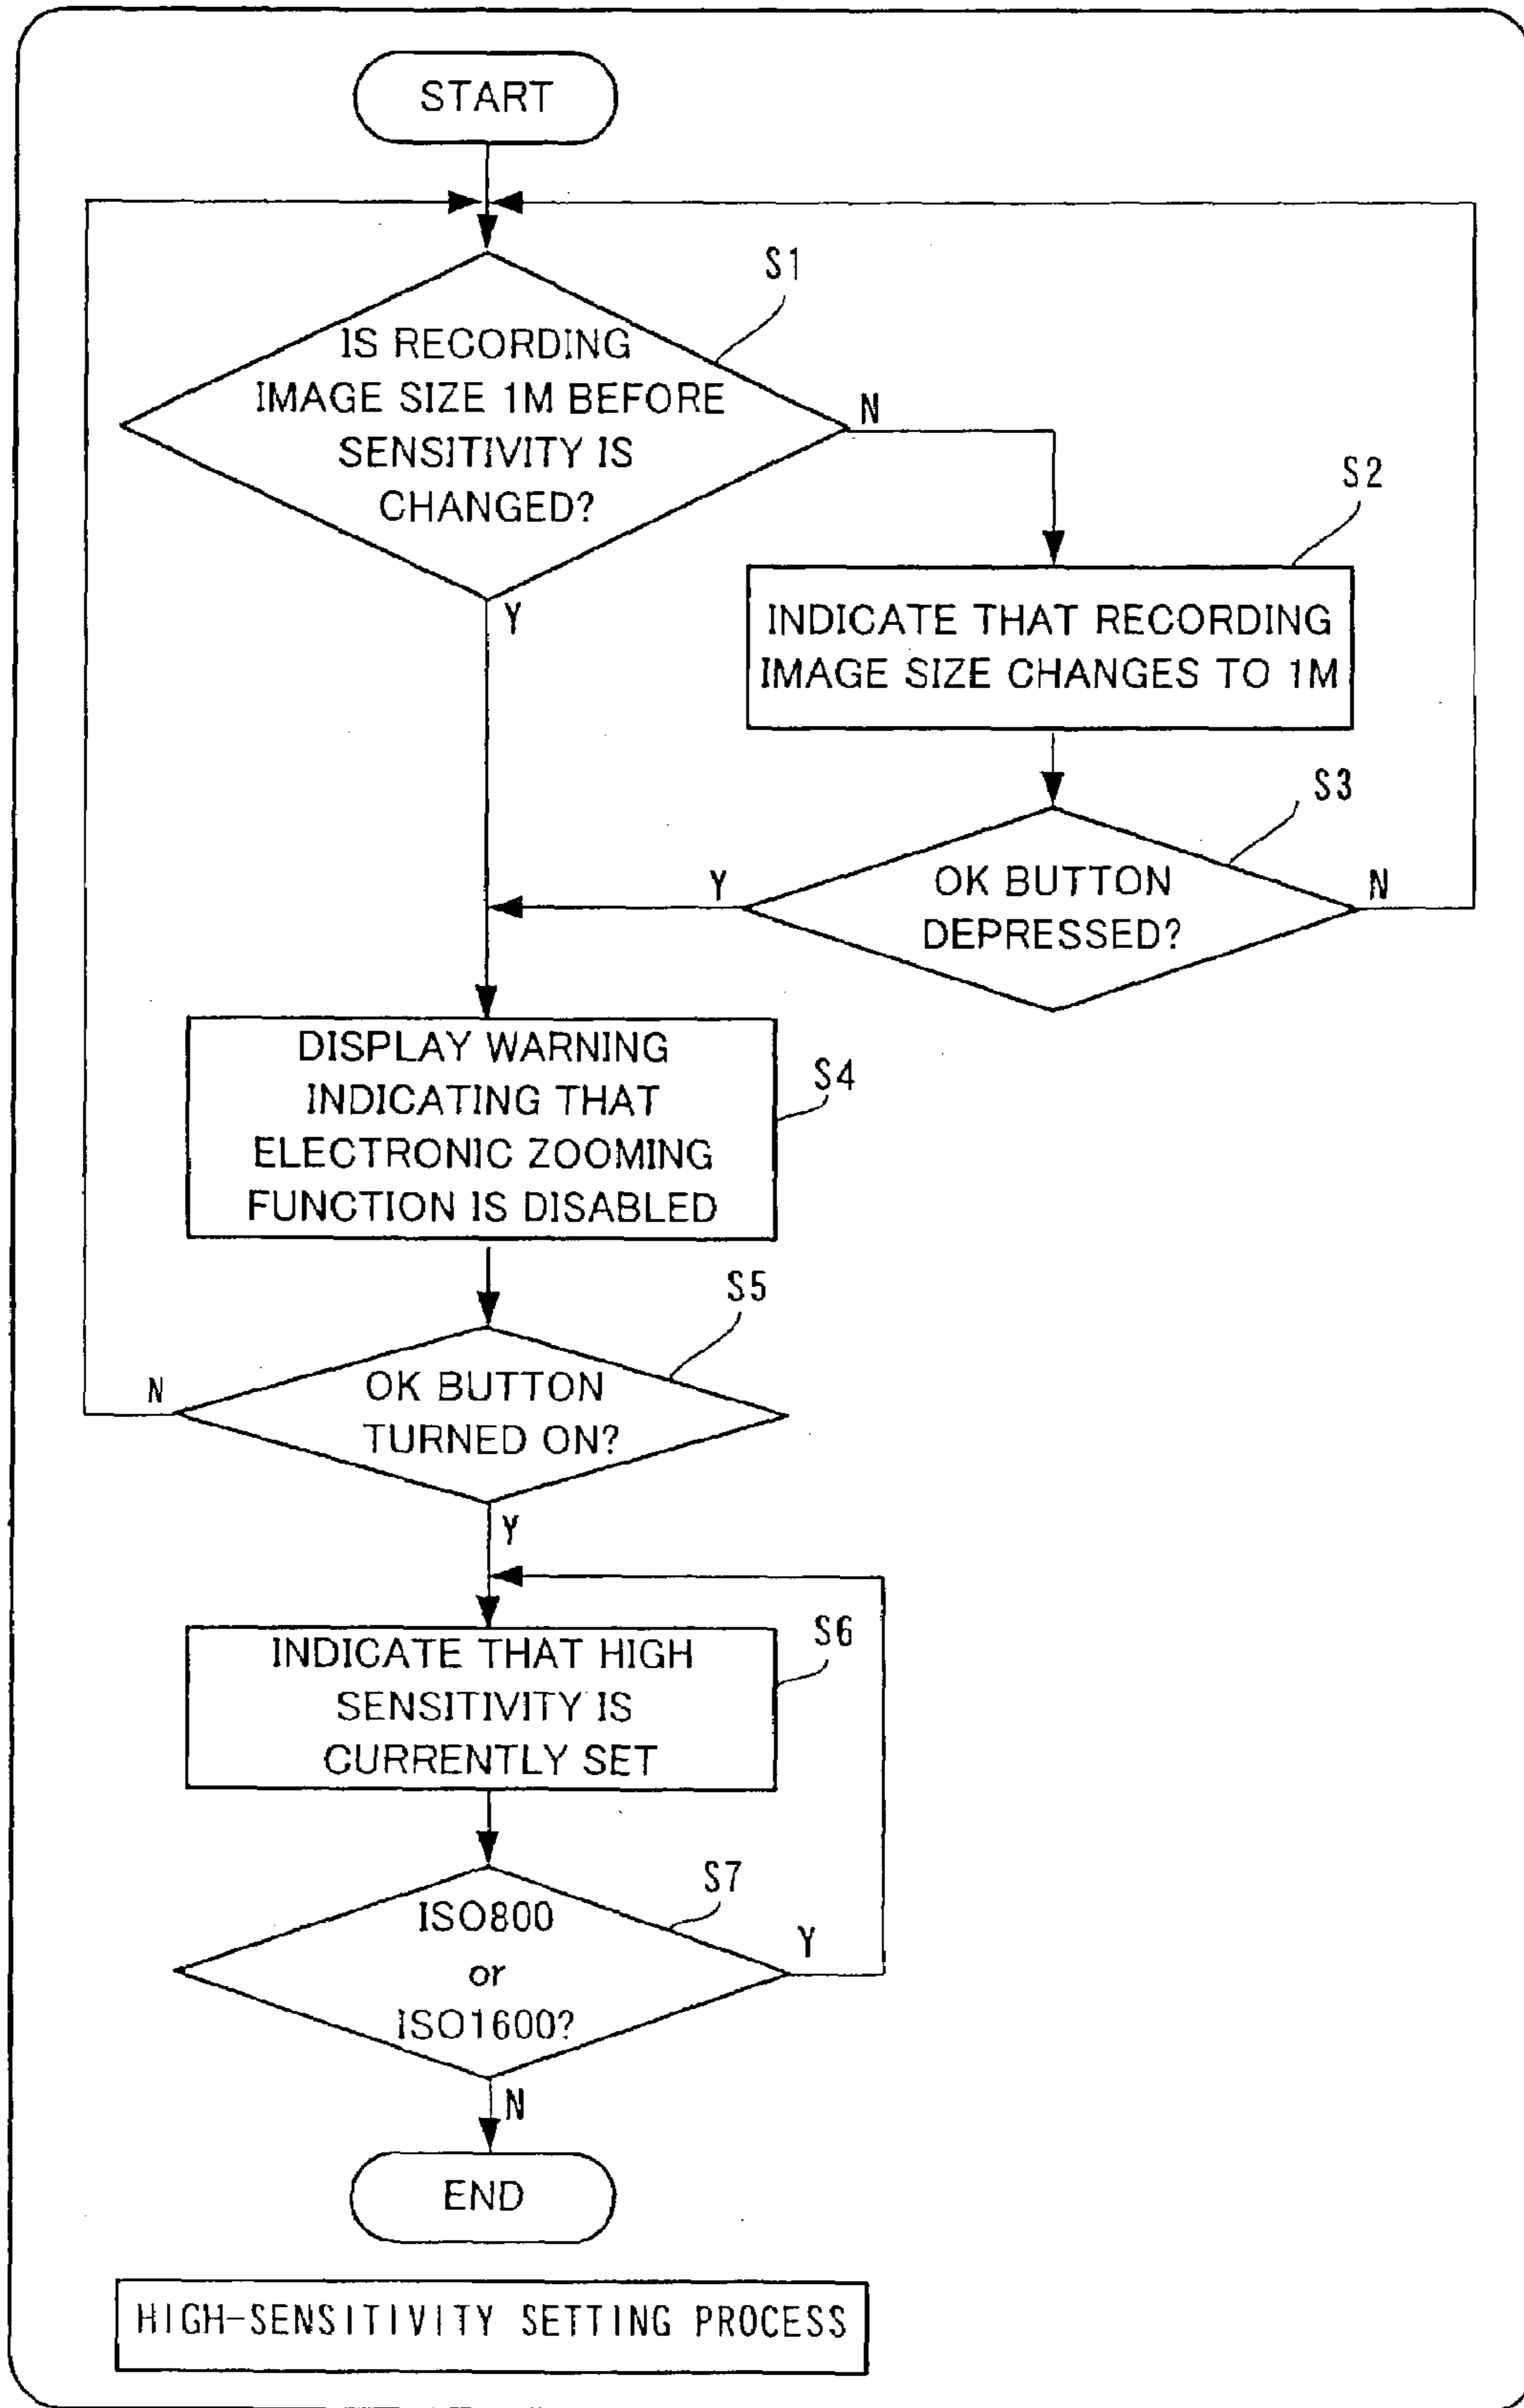 START
S1
IS RECORDING
IMAGE SIZE 1M BEFORE
SENSITIVITY IS
CHANGED?
N
Y
S2
INDICATE THAT RECORDING
IMAGE SIZE CHANGES TO 1M
S3
OK BUTTON
DEPRESSED?
Y
N
DISPLAY WARNING
INDICATING THAT
ELECTRONIC ZOOMING
FUNCTION IS DISABLED
S4
S5
OK BUTTON
TURNED ON?
N
Y
S6
INDICATE THAT HIGH
SENSITIVITY IS
CURRENTLY SET
S7
ISO800
or
ISO1600?
Y
N
END
HIGH-SENSITIVITY SETTING PROCESS